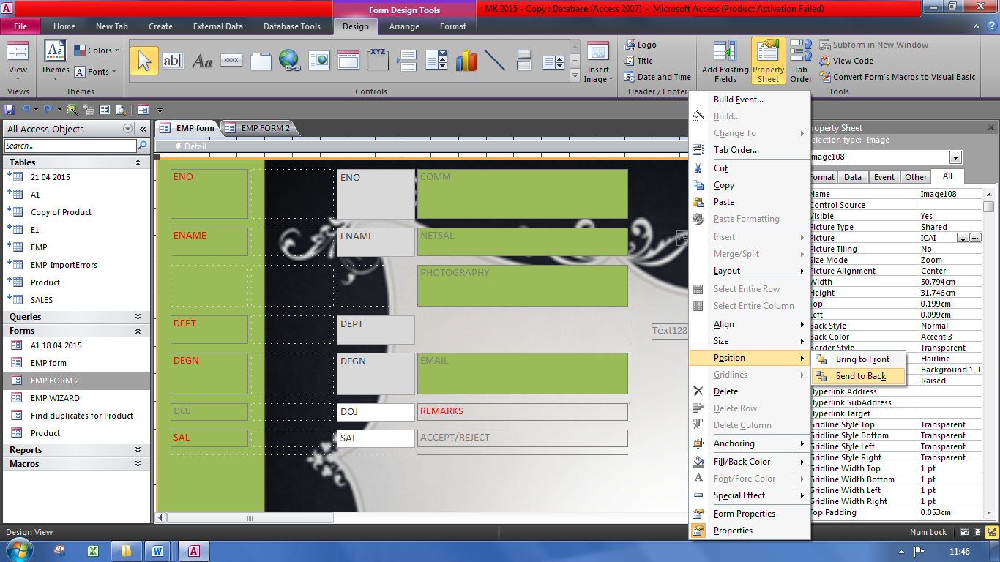 Form Design Tools
MK 2015 - Copy : Database (Access 2007) - Microsoft Access (Product Activation Failed)
File Home New Tab Create External Data Database Tools Design Arrange Format
View
Views
Themes
Colors
Fonts
Themes
ab
Aa
xxxx
XYZ
Controls
Insert
Image
Logo
Title
Date and Time
Header / Footer
Add Existing
Fields
Property
Sheet
Tab
Order
Subform in New Window
View Code
Convert Form's Macros to Visual Basic
Tools
All Access Objects
Search...
Tables
21 04 2015
A1
Copy of Product
E1
EMP
EMP_ImportErrors
Product
SALES
Queries
Forms
A1 18 04 2015
EMP form
EMP FORM 2
EMP WIZARD
Find duplicates for Product
Product
Reports
Macros
EMP form EMP FORM 2
Detail
ENO ENO COMM
ENAME ENAME NETSAL
PHOTOGRAPHY
DEPT DEPT Text128
DEGN DEGN EMAIL
DOJ DOJ REMARKS
SAL SAL ACCEPT/REJECT
Build Event...
Build...
Change To
Tab Order...
Cut
Copy
Paste
Paste Formatting
Insert
Merge/Split
Layout
Select Entire Row
Select Entire Column
Align
Size
Position
Gridlines
Delete
Delete Row
Delete Column
Anchoring
Fill/Back Color
Font/Fore Color
Special Effect
Form Properties
Properties
Bring to Front
Send to Back
roperty Sheet
election type: Image
mage108
ormat Data Event Other All
Name Image108
Control Source
Visible Yes
Picture Type Shared
Picture ICAI
Picture Tiling No
Size Mode Zoom
Picture Alignment Center
Width 50.794cm
Height 31.746cm
Top 0.199cm
Left 0.099cm
Back Style Normal
Back Color Accent 3
Border Style Transparent
Hairline
Background 1, D
Raised
Hyperlink Address
Hyperlink SubAddress
Hyperlink Target
Gridline Style Top Transparent
Gridline Style Bottom Transparent
Gridline Style Left Transparent
Gridline Style Right Transparent
Gridline Width Top 1 pt
Gridline Width Bottom 1 pt
Gridline Width Left 1 pt
Gridline Width Right 1 pt
Top Padding 0.053cm
Design View
Num Lock
11:46